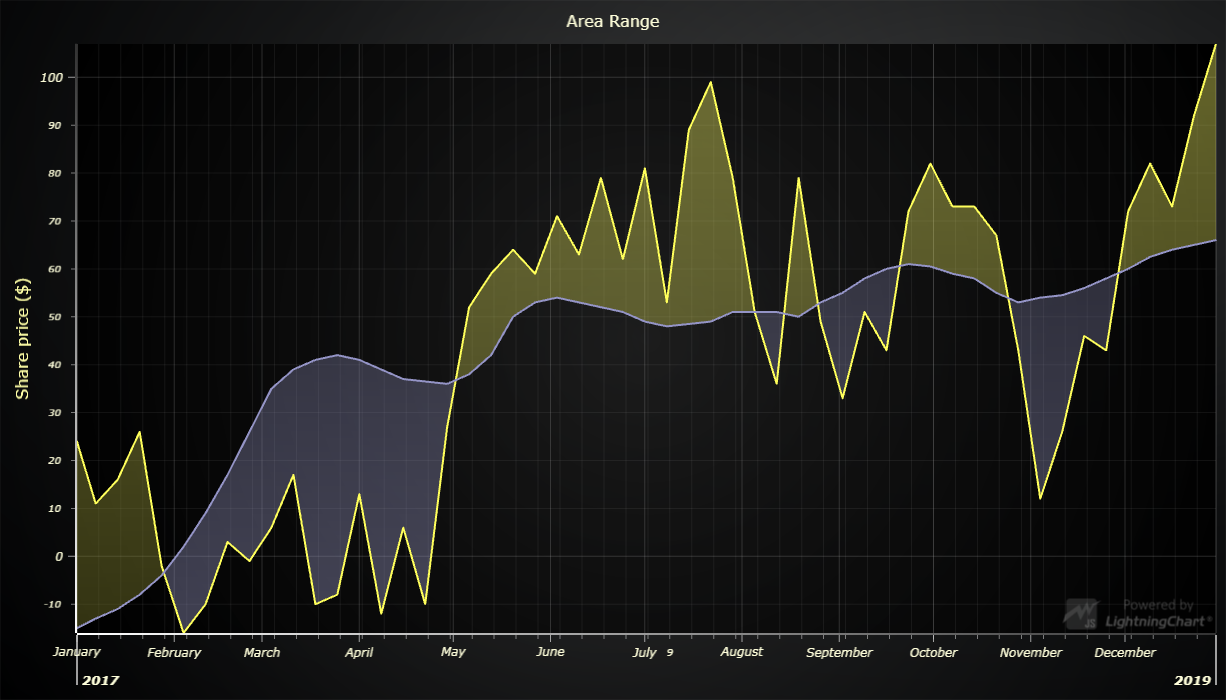 Area Range
Share price ($)
100
90
80
70
60
50
40
30
20
10
0
-10
January February March April May June July 9 August September October November December
2017 2019
Powered by
JS LightningChart®